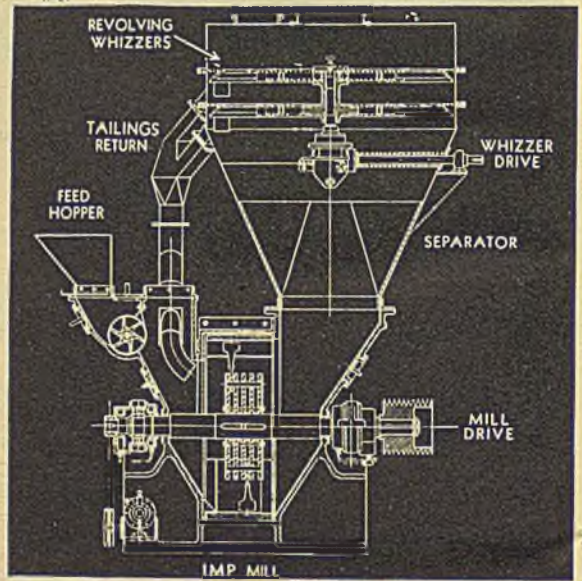 REVOLVING
WHIZZERS
TAILINGS
RETURN
WHIZZER
DRIVE
FEED
HOPPER
SEPARATOR
MILL
DRIVE
IMP MILL